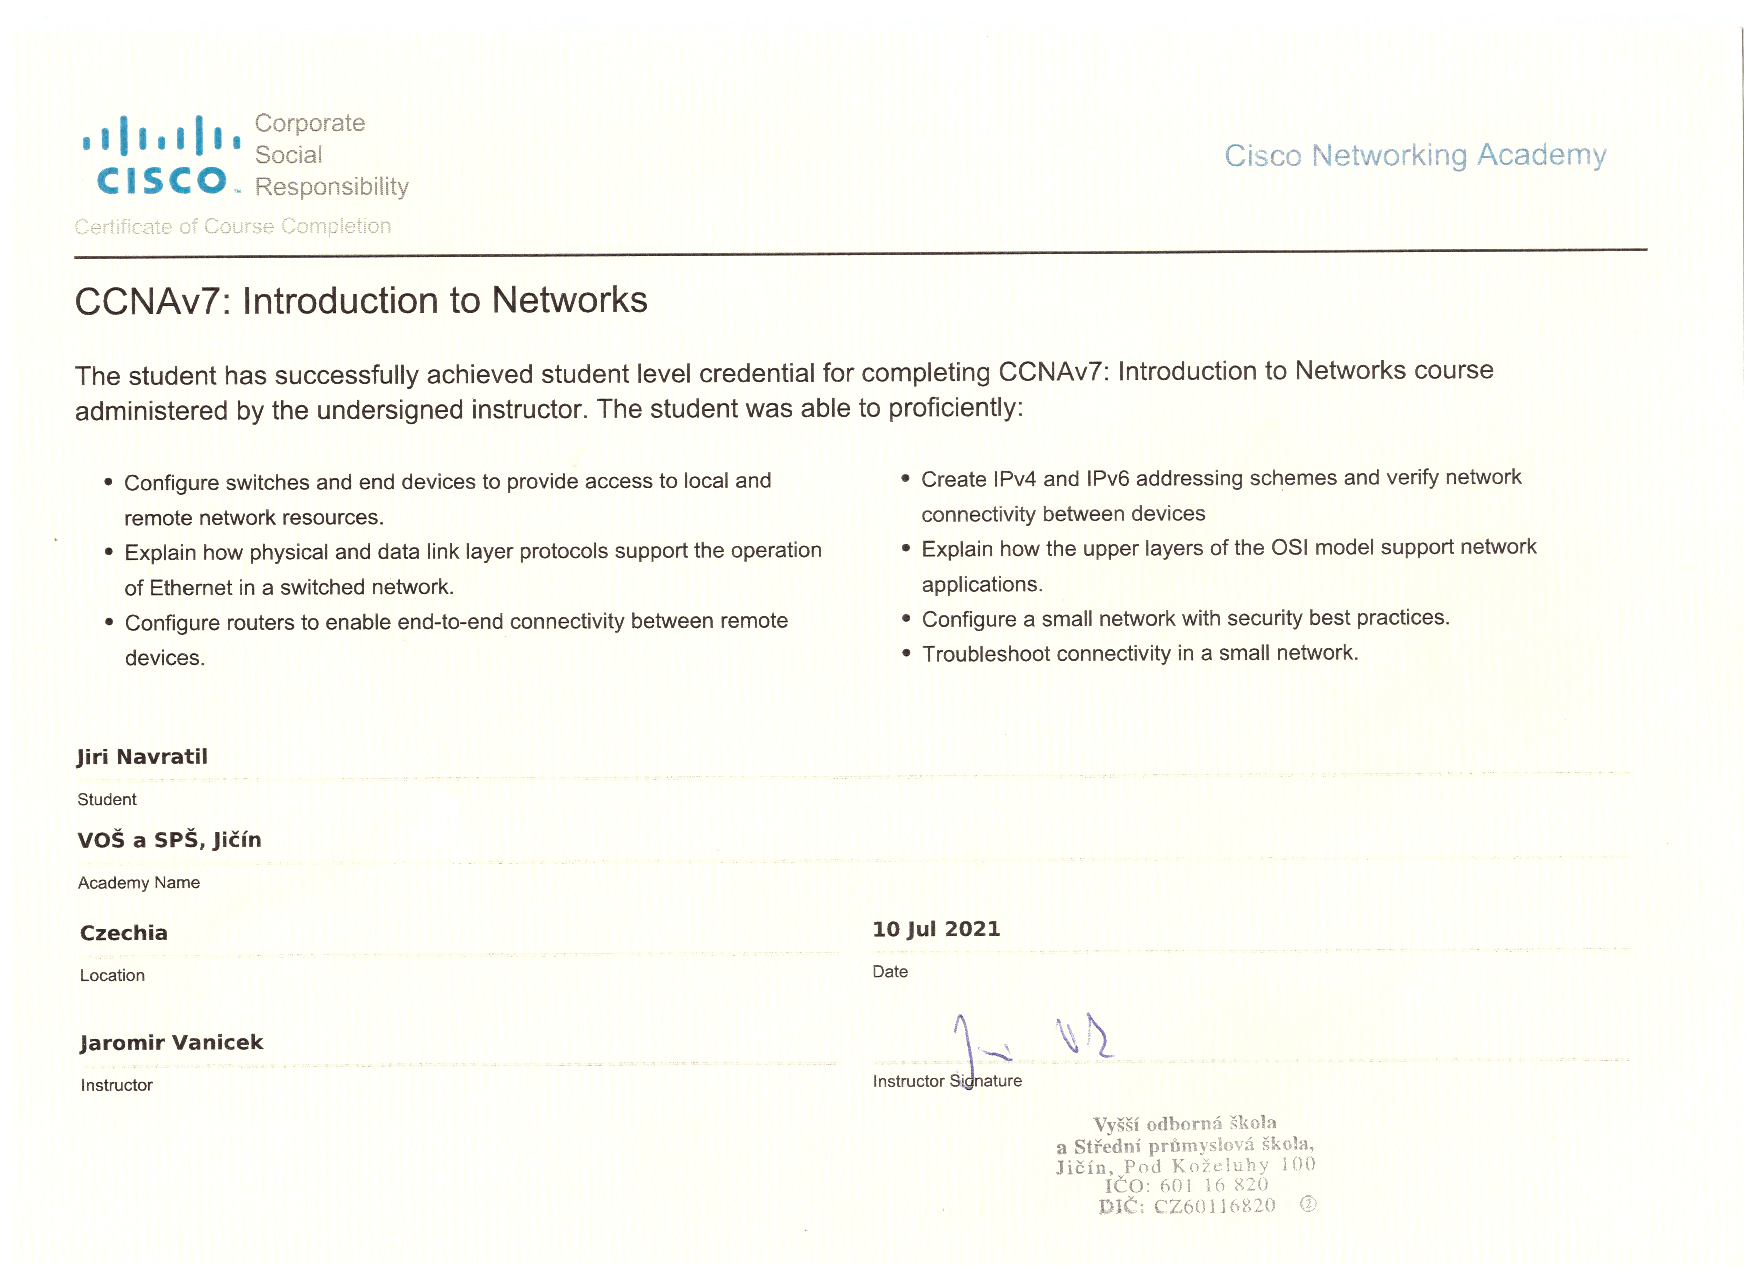 Corporate
Social
CISCO™ Responsibility
Cisco Networking Academy
Certificate of Course Completion
CCNAv7: Introduction to Networks
The student has successfully achieved student level credential for completing CCNAv7: Introduction to Networks course
administered by the undersigned instructor. The student was able to proficiently:
• Configure switches and end devices to provide access to local and
remote network resources.
• Explain how physical and data link layer protocols support the operation
of Ethernet in a switched network.
• Configure routers to enable end-to-end connectivity between remote
devices.
• Create IPv4 and IPv6 addressing schemes and verify network
connectivity between devices
• Explain how the upper layers of the OSI model support network
applications.
• Configure a small network with security best practices.
• Troubleshoot connectivity in a small network.
Jiri Navratil
Student
VOŠ a SPŠ, Jičín
Academy Name
Czechia
Location
10 Jul 2021
Date
Jaromir Vanicek
Instructor
Instructor Signature
Vyšší odborná škola
a Střední průmyslová škola,
Jičín, Pod Koželuhy 100
IČO: 601 16 820
DIČ: CZ60116820 ②